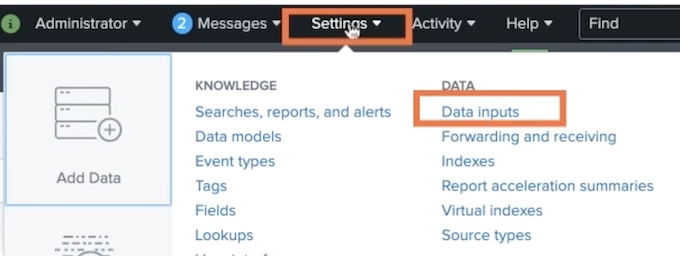 Administrator 2 Messages Settings Activity Help Find
Add Data
KNOWLEDGE
Searches, reports, and alerts
Data models
Event types
Tags
Fields
Lookups
DATA
Data inputs
Forwarding and receiving
Indexes
Report acceleration summaries
Virtual indexes
Source types